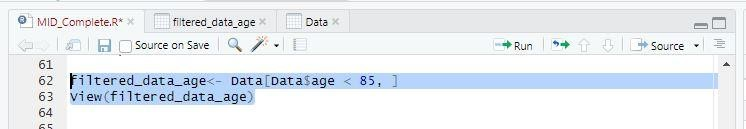 MID_Complete.R* filtered_data_age Data
Source on Save Run Source
61
62 filtered_data_age<- Data[Data$age < 85, ]
63 view(filtered_data_age)
64
65